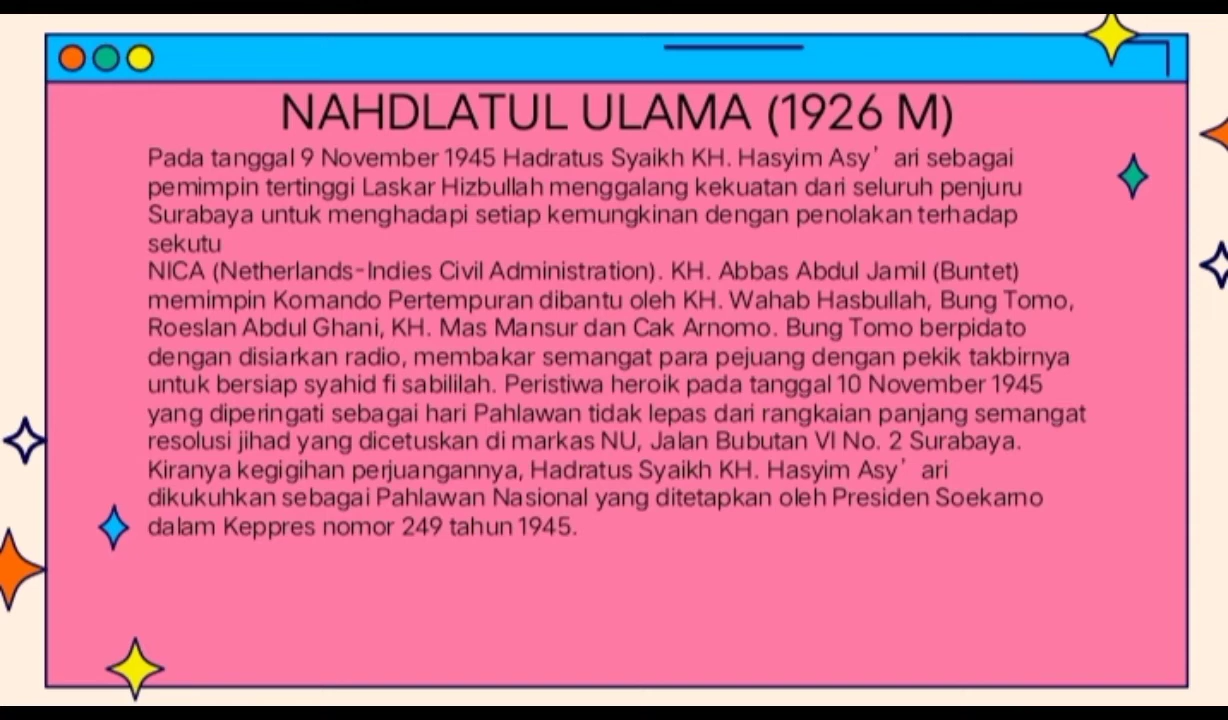 NAHDLATUL ULAMA (1926 M)
Pada tanggal 9 November 1945 Hadratus Syaikh KH. Hasyim Asy’ ari sebagai
pemimpin tertinggi Laskar Hizbullah menggalang kekuatan dari seluruh penjuru
Surabaya untuk menghadapi setiap kemungkinan dengan penolakan terhadap
sekutu
NICA (Netherlands-Indies Civil Administration). KH. Abbas Abdul Jamil (Buntet)
memimpin Komando Pertempuran dibantu oleh KH. Wahab Hasbullah, Bung Tomo,
Roeslan Abdul Ghani, KH. Mas Mansur dan Cak Arnomo. Bung Tomo berpidato
dengan disiarkan radio, membakar semangat para pejuang dengan pekik takbirnya
untuk bersiap syahid fi sabililah. Peristiwa heroik pada tanggal 10 November 1945
yang diperingati sebagai hari Pahlawan tidak lepas dari rangkaian panjang semangat
resolusi jihad yang dicetuskan di markas NU, Jalan Bubutan VI No. 2 Surabaya.
Kiranya kegigihan perjuangannya, Hadratus Syaikh KH. Hasyim Asy’ ari
dikukuhkan sebagai Pahlawan Nasional yang ditetapkan oleh Presiden Soekarno
dalam Keppres nomor 249 tahun 1945.